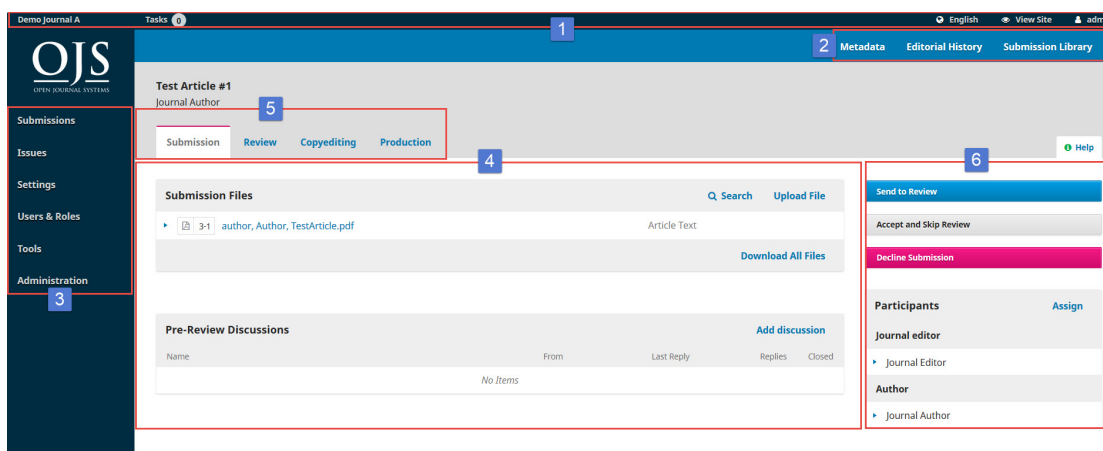 Demo Journal A Tasks 0 English View Site adm
1
2 Metadata Editorial History Submission Library
OJS
OPEN JOURNAL SYSTEMS
Test Article #1
Journal Author
5
Submission Review Copyediting Production
Help
Submissions
Issues
Settings
Users & Roles
Tools
Administration
3
4
Submission Files Search Upload File
3-1 author, Author, TestArticle.pdf Article Text
Download All Files
Pre-Review Discussions Add discussion
Name From Last Reply Replies Closed
No Items
6
Send to Review
Accept and Skip Review
Decline Submission
Participants Assign
Journal editor
Journal Editor
Author
Journal Author